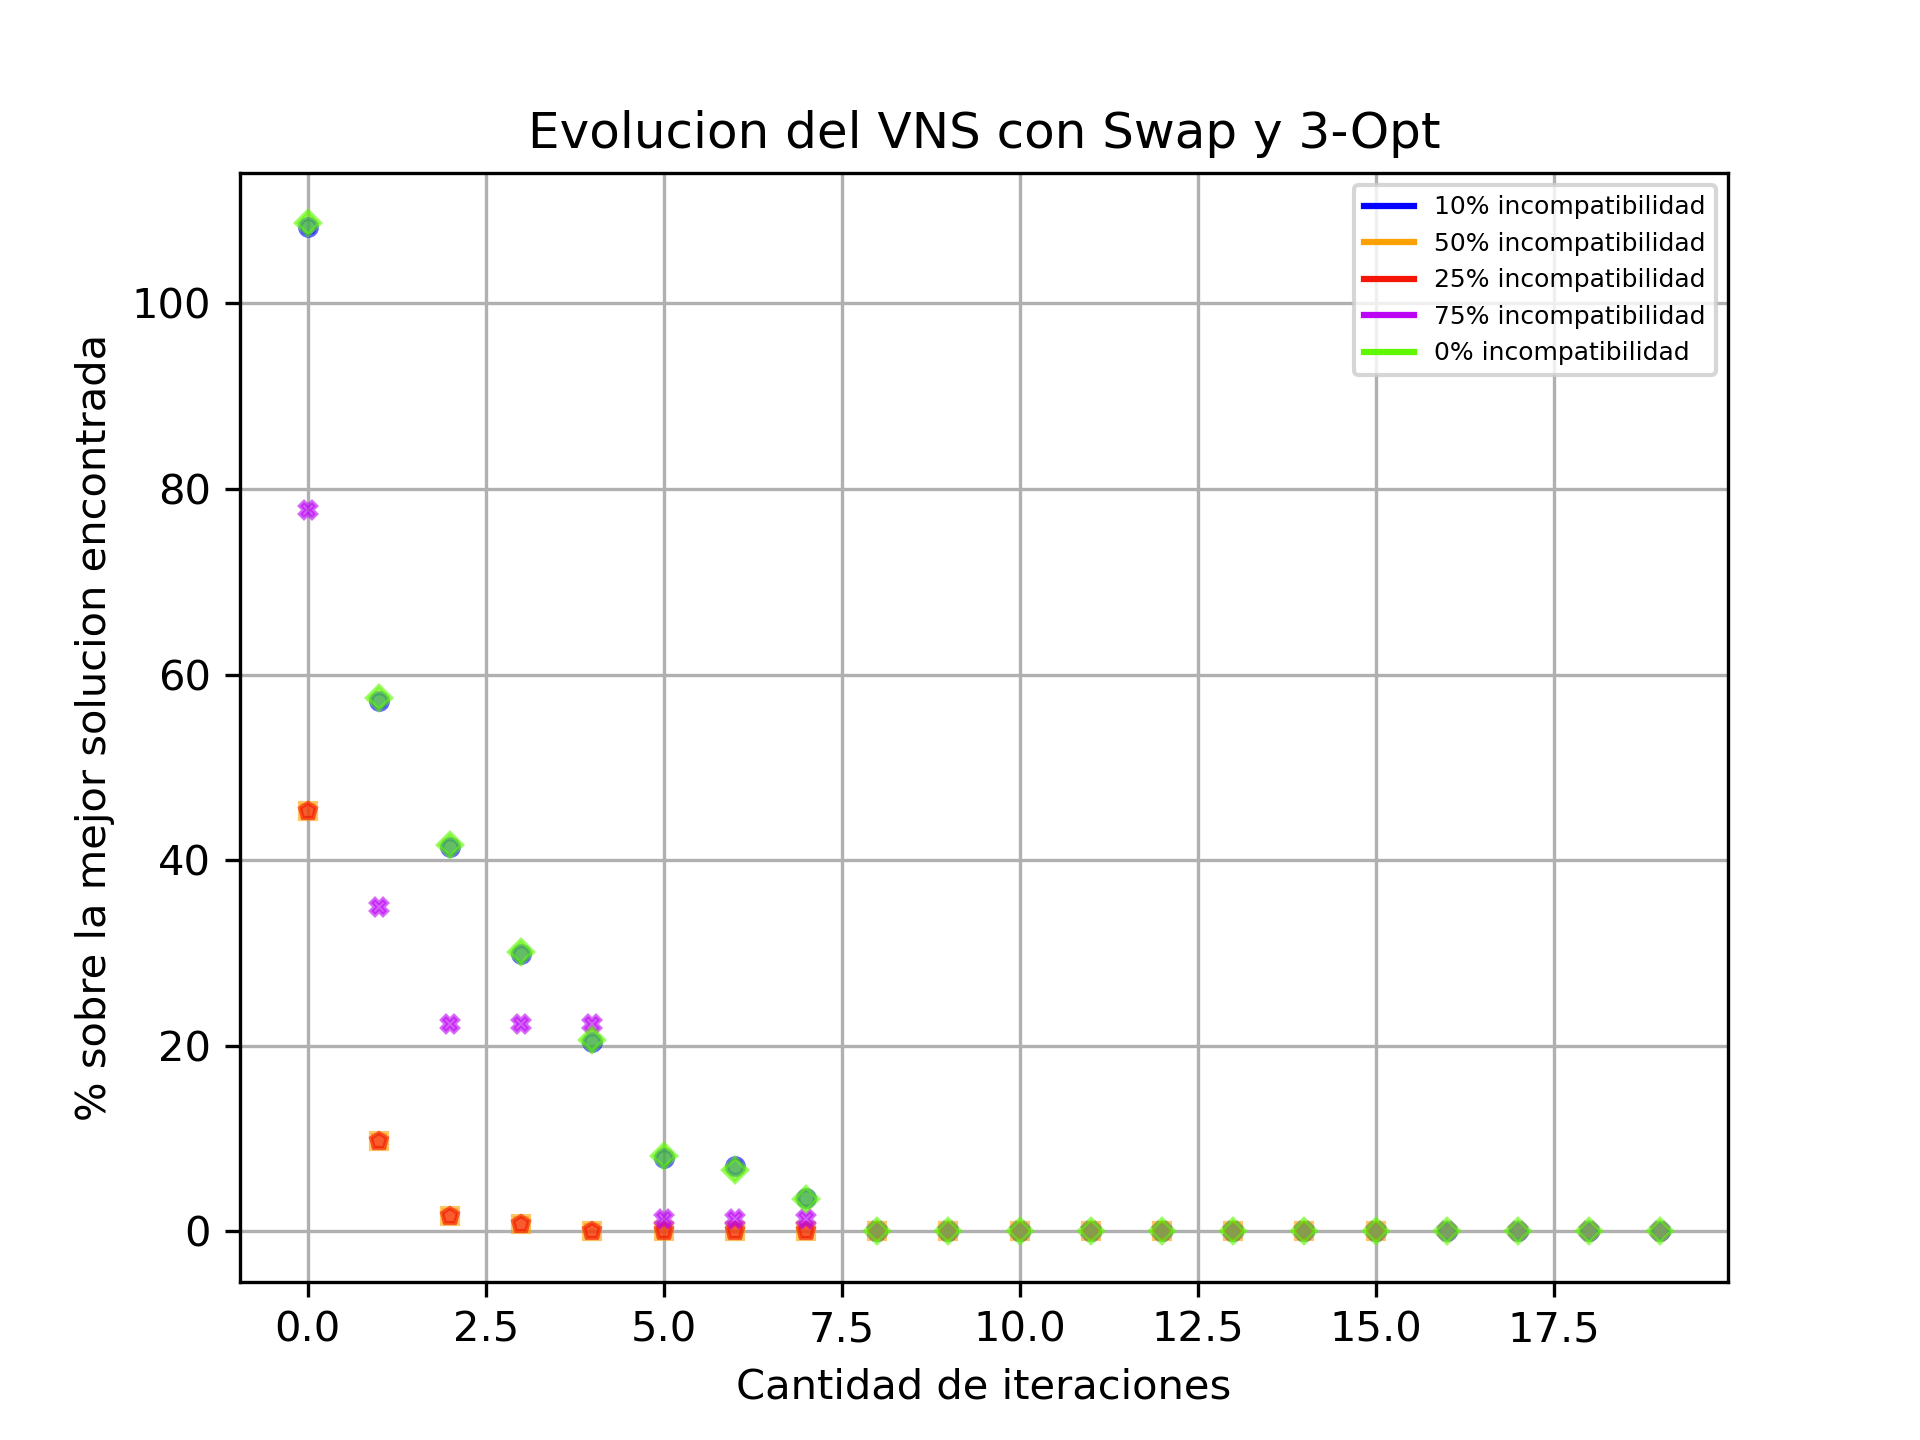 Evolucion del VNS con Swap y 3-Opt
10% incompatibilidad
50% incompatibilidad
25% incompatibilidad
75% incompatibilidad
0% incompatibilidad
% sobre la mejor solucion encontrada
100
80
60
40
20
0
0.0 2.5 5.0 7.5 10.0 12.5 15.0 17.5
Cantidad de iteraciones